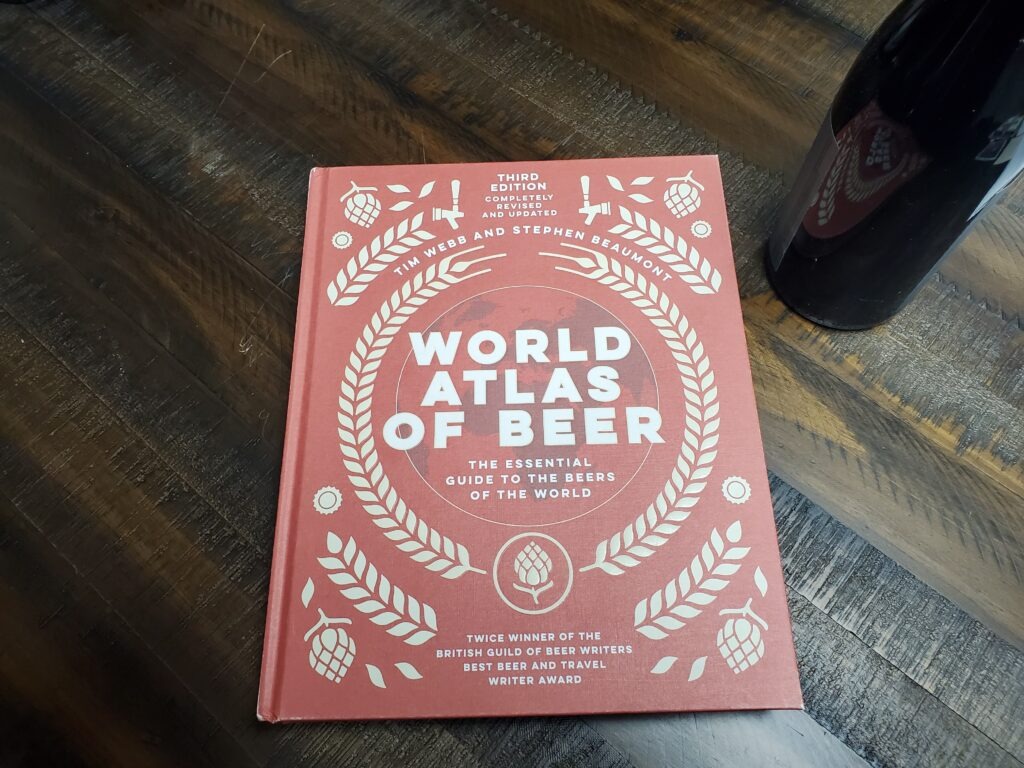 THIRD
EDITION
COMPLETELY
REVISED
AND UPDATED
TIM WEBB AND STEPHEN BEAUMONT
WORLD
ATLAS
OF BEER
THE ESSENTIAL
GUIDE TO THE BEERS
OF THE WORLD
TWICE WINNER OF THE
BRITISH GUILD OF BEER WRITERS
BEST BEER AND TRAVEL
WRITER AWARD